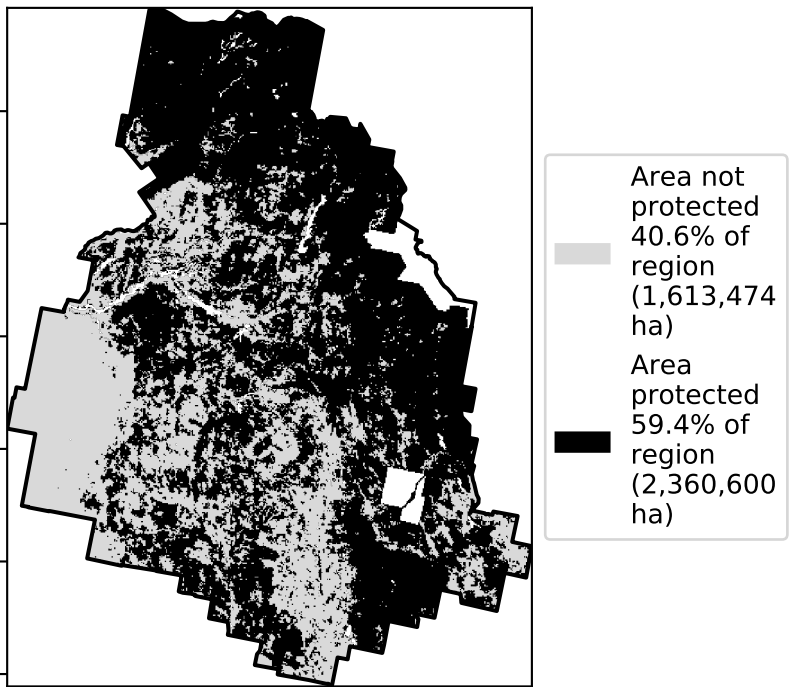 Area not
protected
40.6% of
region
(1,613,474
ha)
Area
protected
59.4% of
region
(2,360,600
ha)